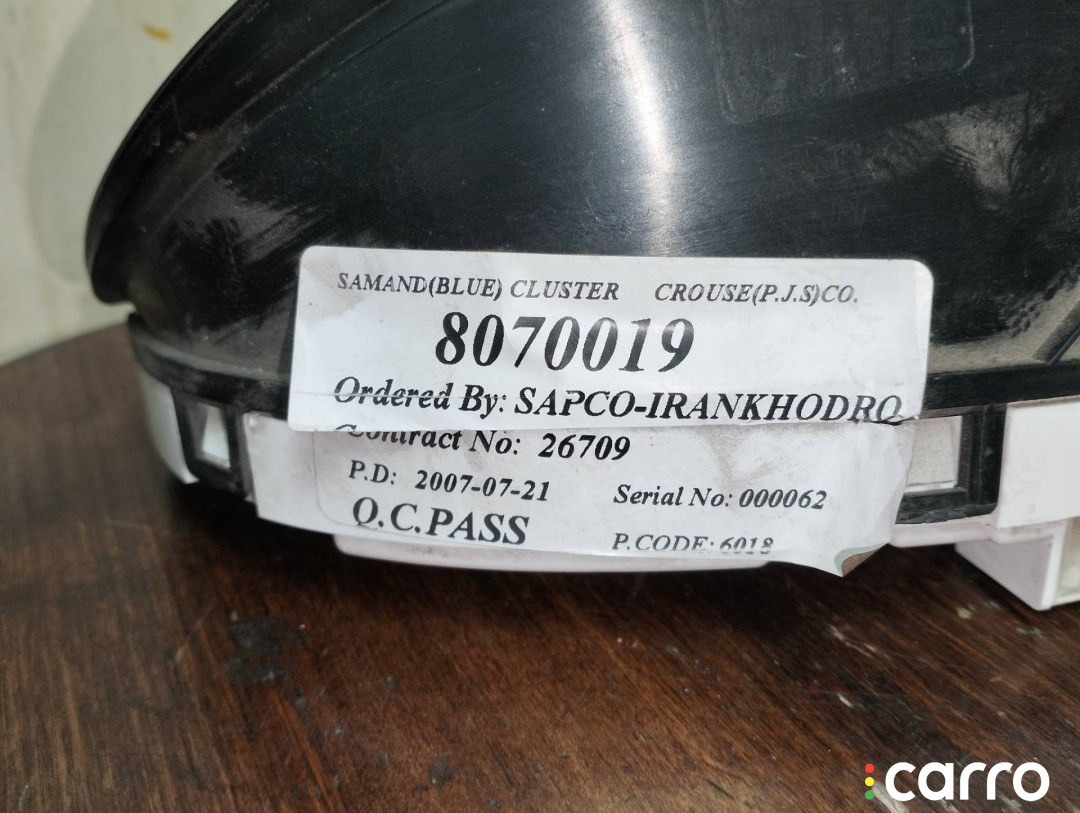 SAMAND(BLUE) CLUSTER CROUSE(P.J.S)CO.
8070019
Ordered By: SAPCO-IRANKHODRO
Contract No: 26709
P.D: 2007-07-21 Serial No: 000062
Q.C.PASS P.CODE: 6018
carro